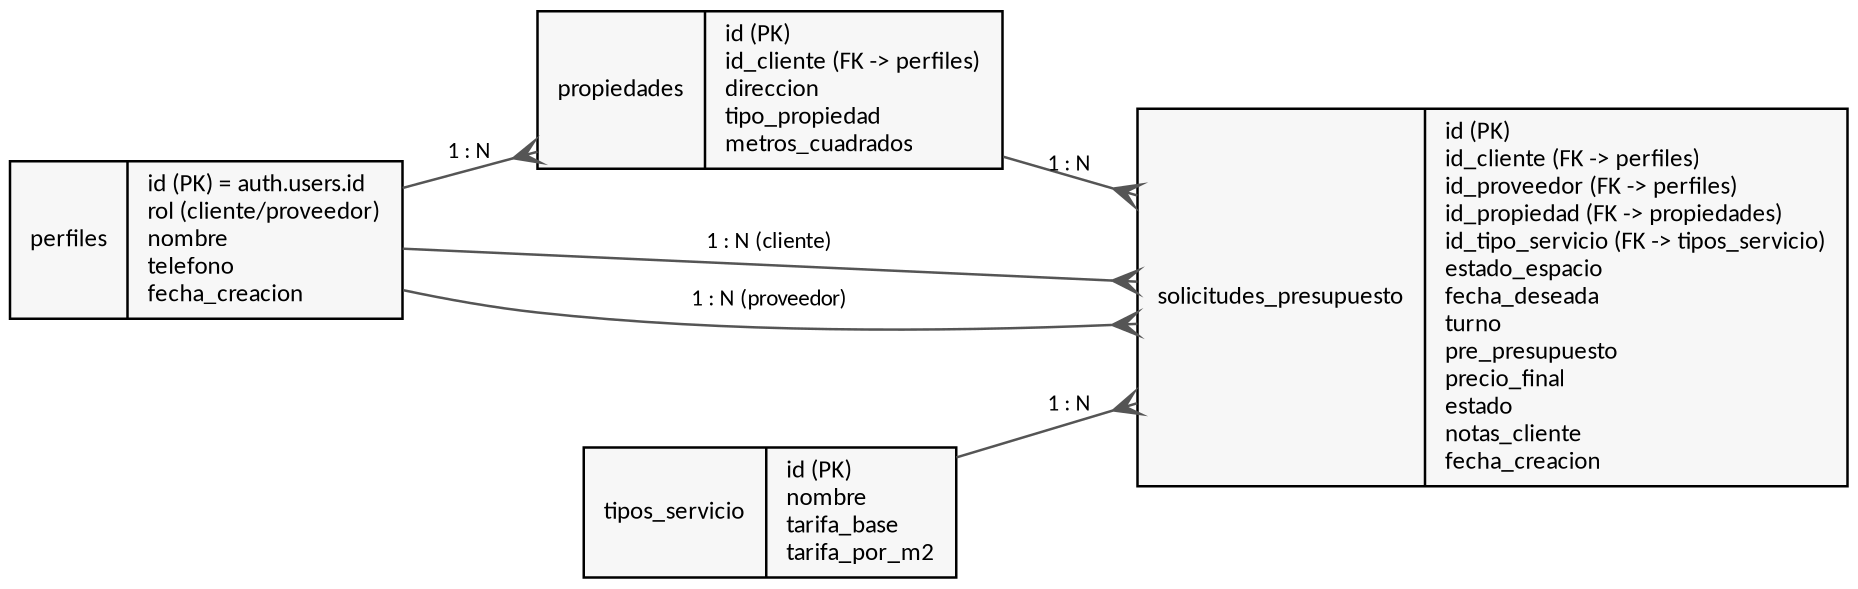 propiedades
id (PK)
id_cliente (FK -> perfiles)
direccion
tipo_propiedad
metros_cuadrados
perfiles
id (PK) = auth.users.id
rol (cliente/proveedor)
nombre
telefono
fecha_creacion
1 : N
1 : N
1 : N (cliente)
1 : N (proveedor)
1 : N
solicitudes_presupuesto
id (PK)
id_cliente (FK -> perfiles)
id_proveedor (FK -> perfiles)
id_propiedad (FK -> propiedades)
id_tipo_servicio (FK -> tipos_servicio)
estado_espacio
fecha_deseada
turno
pre_presupuesto
precio_final
estado
notas_cliente
fecha_creacion
tipos_servicio
id (PK)
nombre
tarifa_base
tarifa_por_m2